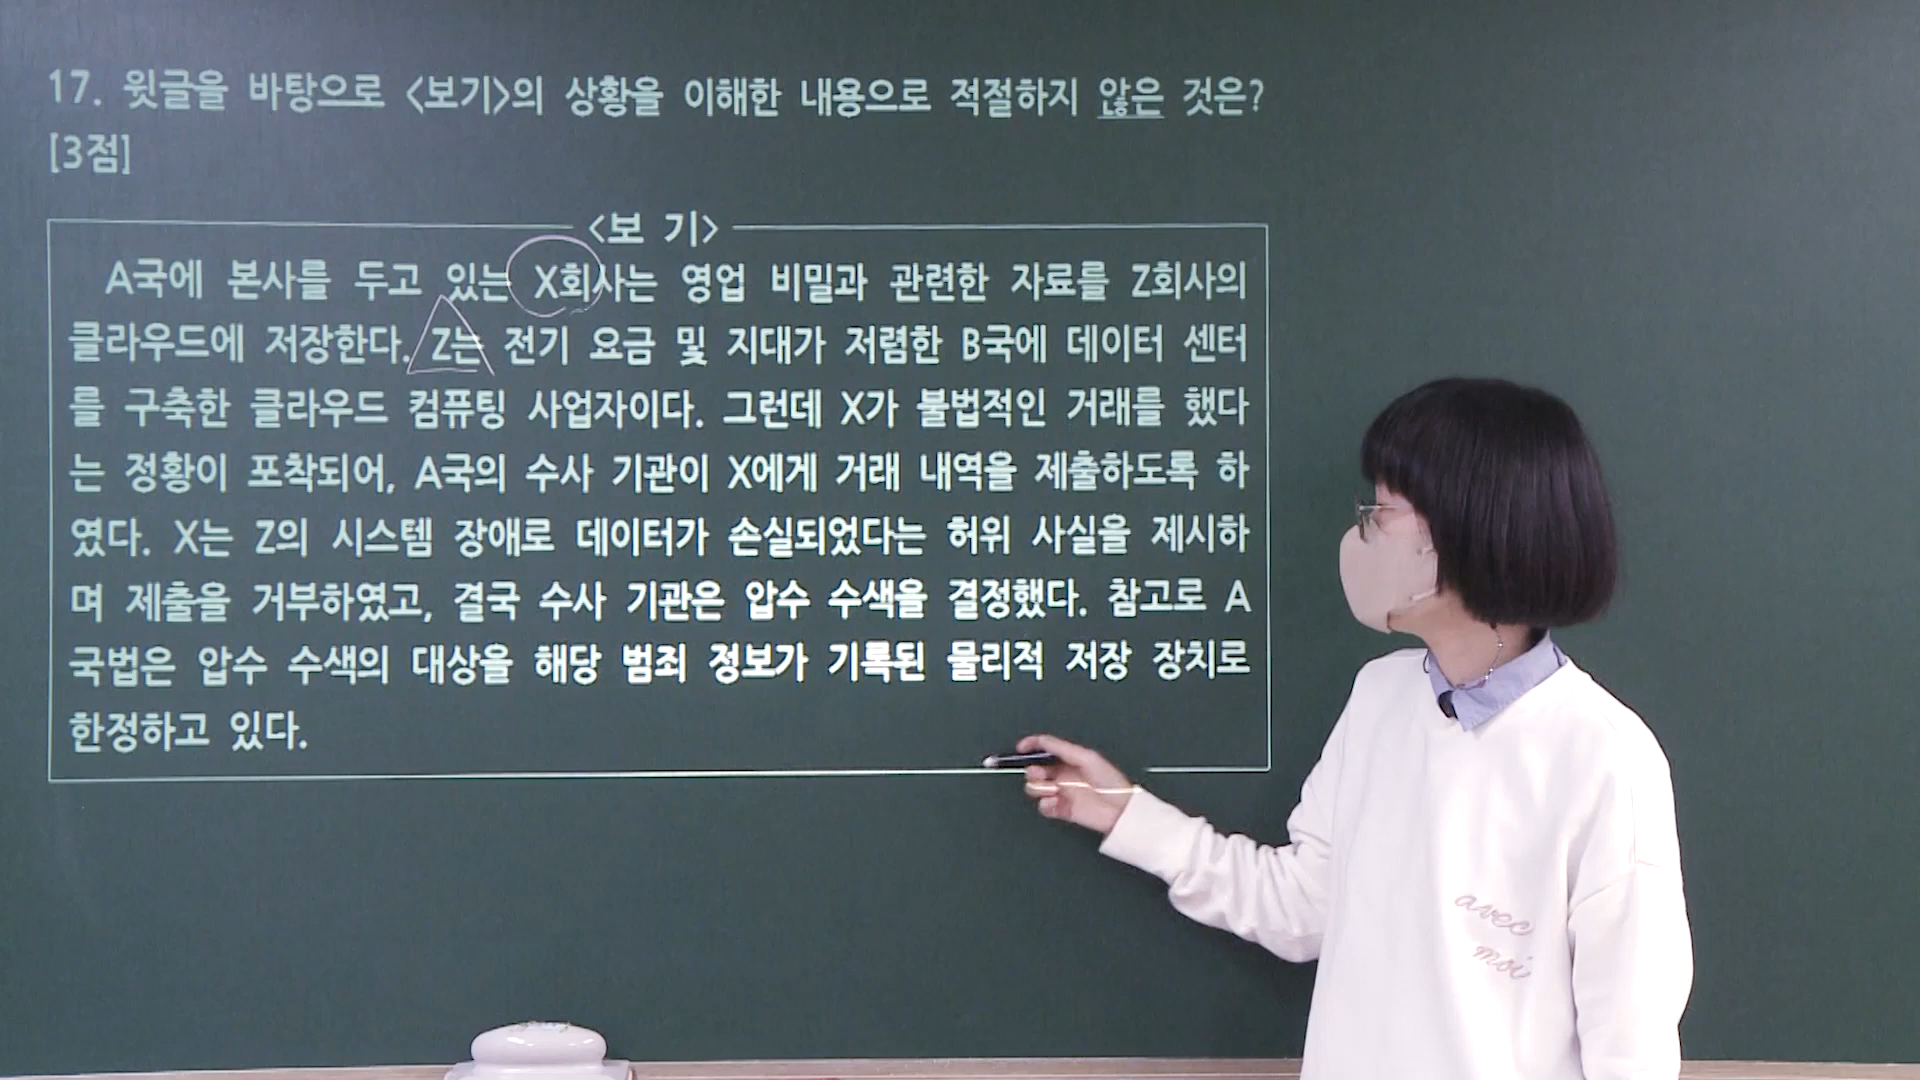 17. 윗글을 바탕으로 <보기>의 상황을 이해한 내용으로 적절하지 않은 것은?
[3점]
<보 기>
A국에 본사를 두고 있는 X회사는 영업 비밀과 관련한 자료를 Z회사의
클라우드에 저장한다. Z는 전기 요금 및 지대가 저렴한 B국에 데이터 센터
를 구축한 클라우드 컴퓨팅 사업자이다. 그런데 X가 불법적인 거래를 했다
는 정황이 포착되어, A국의 수사 기관이 X에게 거래 내역을 제출하도록 하
였다. X는 Z의 시스템 장애로 데이터가 손실되었다는 허위 사실을 제시하
며 제출을 거부하였고, 결국 수사 기관은 압수 수색을 결정했다. 참고로 A
국법은 압수 수색의 대상을 해당 범죄 정보가 기록된 물리적 저장 장치로
한정하고 있다.
avec
moi